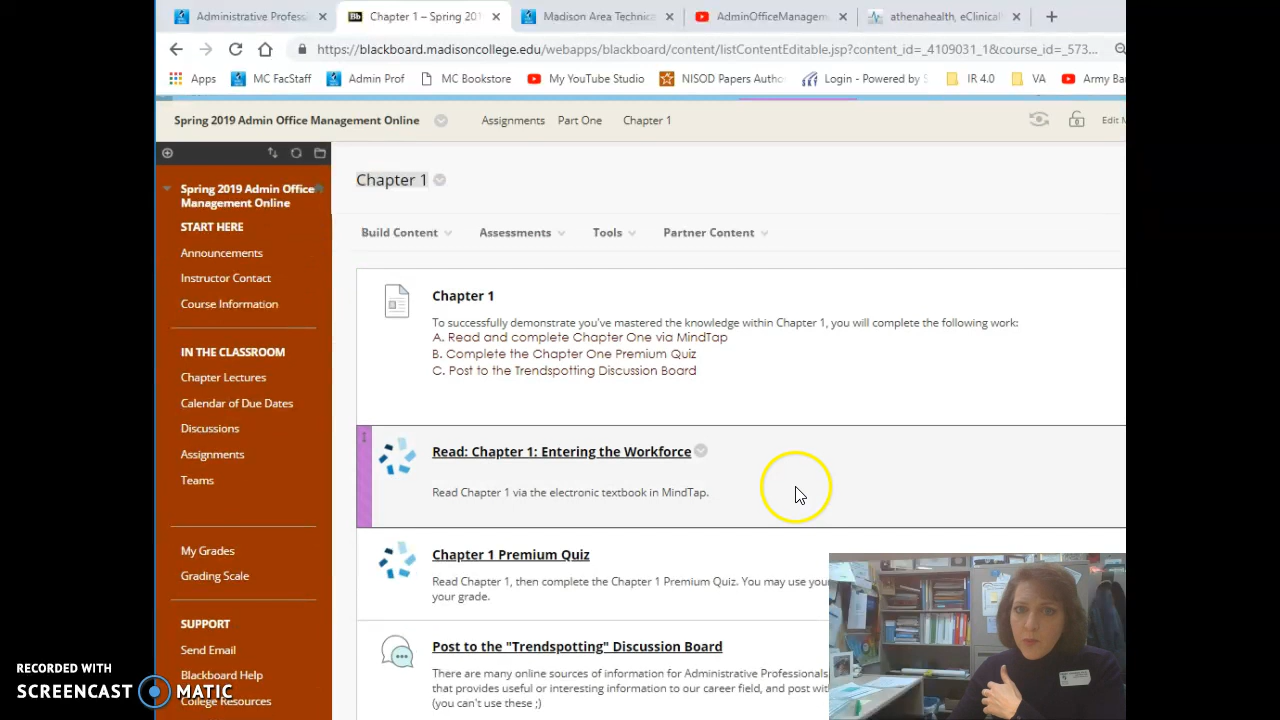 Administrative Profess
Bb Chapter 1 – Spring 201
Madison Area Technica
AdminOfficeManagem
athenahealth, eClinical
https://blackboard.madisoncollege.edu/webapps/blackboard/content/listContentEditable.jsp?content_id=_4109031_1&course_id=_573...
Apps
MC FacStaff
Admin Prof
MC Bookstore
My YouTube Studio
NISOD Papers Autho
Login - Powered by S
IR 4.0
VA
Army Ban
Spring 2019 Admin Office Management Online
Assignments
Part One
Chapter 1
Edit M
Spring 2019 Admin Office
Management Online
START HERE
Announcements
Instructor Contact
Course Information
IN THE CLASSROOM
Chapter Lectures
Calendar of Due Dates
Discussions
Assignments
Teams
My Grades
Grading Scale
SUPPORT
Send Email
Blackboard Help
College Resources
Chapter 1
Build Content
Assessments
Tools
Partner Content
Chapter 1
To successfully demonstrate you've mastered the knowledge within Chapter 1, you will complete the following work:
A. Read and complete Chapter One via MindTap
B. Complete the Chapter One Premium Quiz
C. Post to the Trendspotting Discussion Board
Read: Chapter 1: Entering the Workforce
Read Chapter 1 via the electronic textbook in MindTap.
Chapter 1 Premium Quiz
Read Chapter 1, then complete the Chapter 1 Premium Quiz. You may use you
your grade.
Post to the "Trendspotting" Discussion Board
There are many online sources of information for Administrative Professionals
that provides useful or interesting information to our career field, and post with
(you can't use these ;)
RECORDED WITH
SCREENCAST MATIC